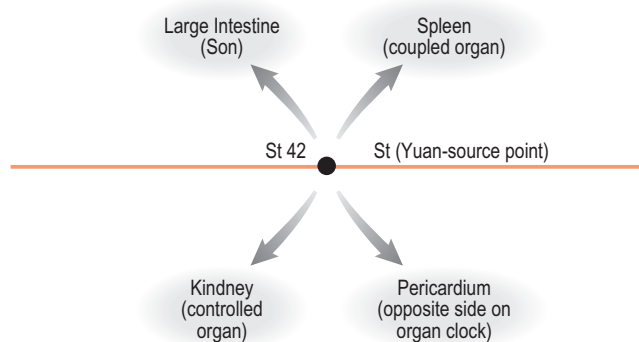 Large Intestine
(Son)
Spleen
(coupled organ)
St 42
St (Yuan-source point)
Kindney
(controlled
organ)
Pericardium
(opposite side on
organ clock)